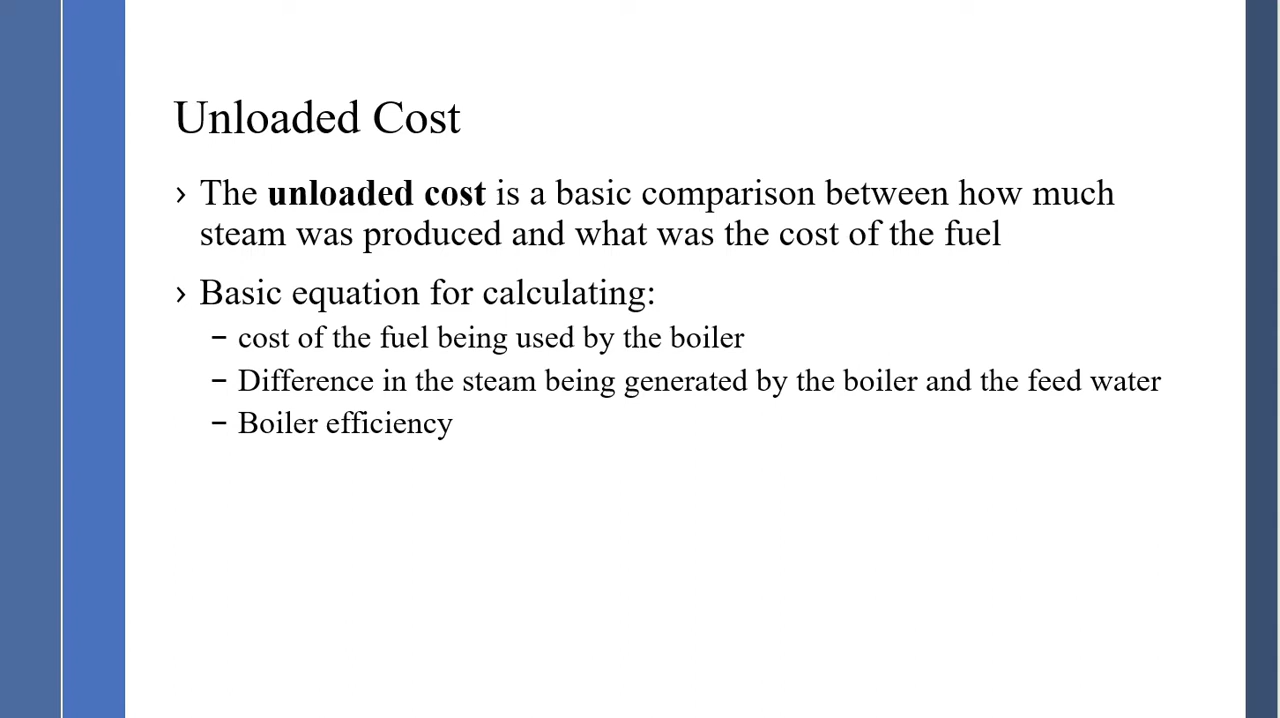 Unloaded Cost
› The unloaded cost is a basic comparison between how much
steam was produced and what was the cost of the fuel
› Basic equation for calculating:
– cost of the fuel being used by the boiler
– Difference in the steam being generated by the boiler and the feed water
– Boiler efficiency